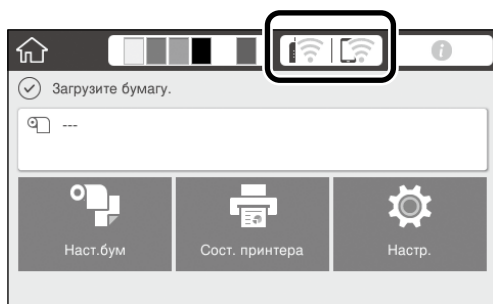 Загрузите бумагу.
---
Наст.бум
Сост. принтера
Настр.